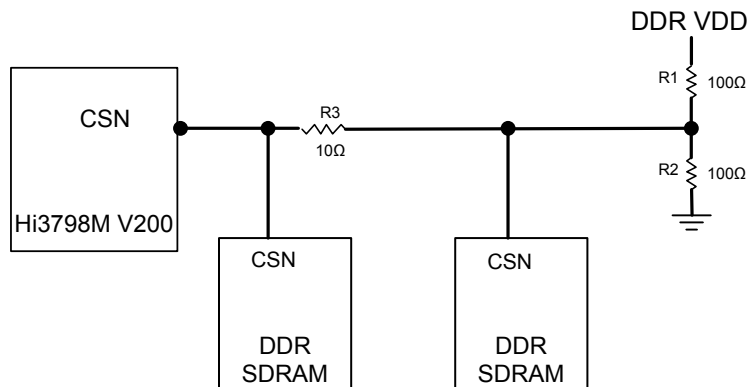 DDR VDD
R1
100Ω
CSN
R3
10Ω
R2
100Ω
Hi3798M V200
CSN
DDR
SDRAM
CSN
DDR
SDRAM